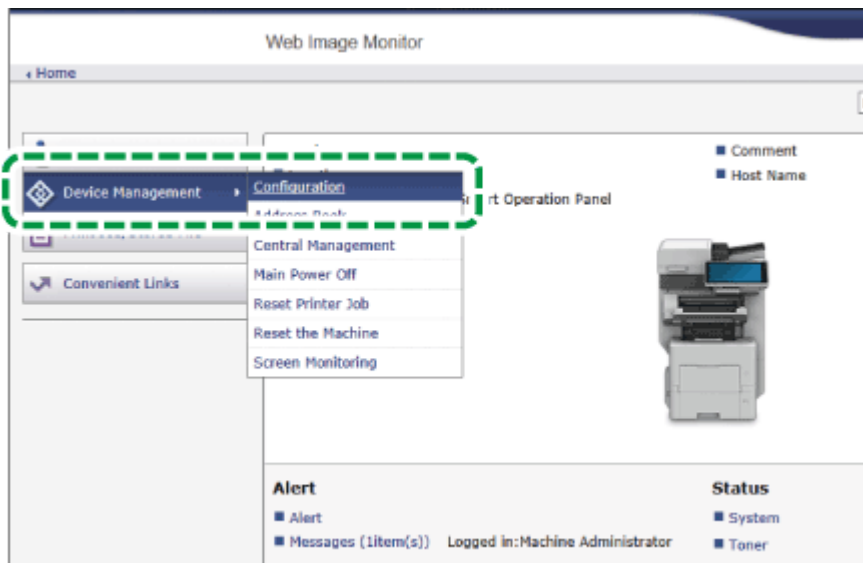 Web Image Monitor
Home
Comment
Host Name
Device Management
Configuration
rt Operation Panel
Address Book
Central Management
Convenient Links
Main Power Off
Reset Printer Job
Reset the Machine
Screen Monitoring
Alert
Status
Alert
System
Messages (1item(s)) Logged in:Machine Administrator
Toner